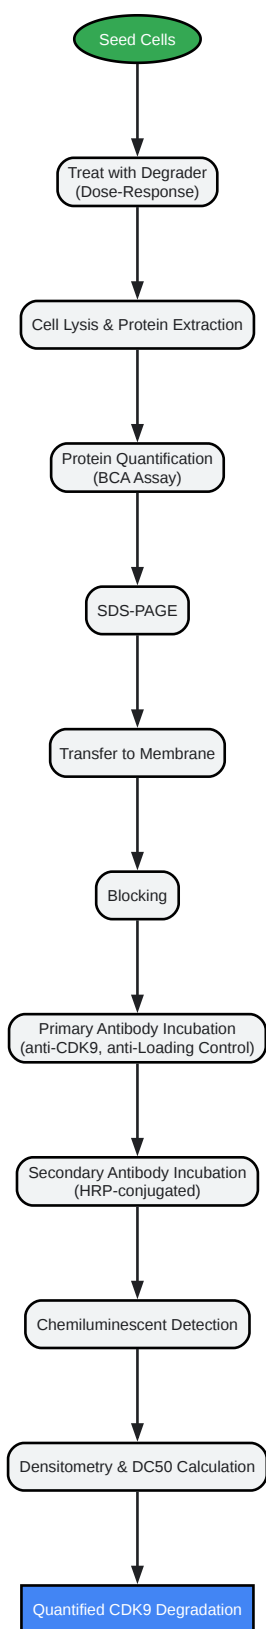 Seed Cells
Treat with Degrader
(Dose-Response)
Cell Lysis & Protein Extraction
Protein Quantification
(BCA Assay)
SDS-PAGE
Transfer to Membrane
Blocking
Primary Antibody Incubation
(anti-CDK9, anti-Loading Control)
Secondary Antibody Incubation
(HRP-conjugated)
Chemiluminescent Detection
Densitometry & DC50 Calculation
Quantified CDK9 Degradation